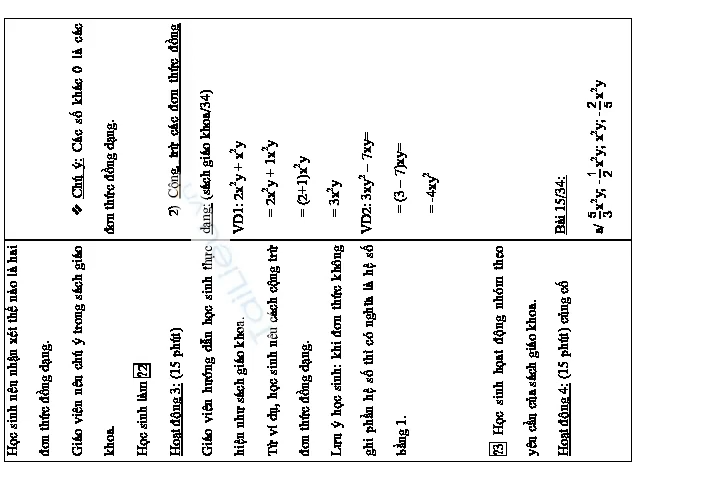 Học sinh nêu nhận xét thế nào là hai
đơn thức đồng dạng.
Giáo viên nêu chú ý trong sách giáo
khoa.
Học sinh làm ?2
Hoạt động 3: (15 phút)
Giáo viên hướng dẫn học sinh thực
hiện như sách giáo khoa.
Từ ví dụ, học sinh nêu cách cộng trừ
đơn thức đồng dạng.
Lưu ý học sinh: khi đơn thức không
ghi phần hệ số thì có nghĩa là hệ số
bằng 1.
?3 Học sinh hoạt động nhóm theo
yêu cầu của sách giáo khoa.
Hoạt động 4: (15 phút) củng cố
❖ Chú ý: Các số khác 0 là các
đơn thức đồng dạng.
2) Cộng, trừ các đơn thức đồng
dạng: (sách giáo khoa/34)
VD1: 2x²y + x²y
= 2x²y + 1x²y
= (2+1)x²y
= 3x²y
VD2: 3xy² – 7xy=
= (3 – 7)xy=
= -4xy²
Bài 15/34:
a/ 5/3x²y; -1/2x²y; x²y; -2/5x²y
TaiLieu.vn